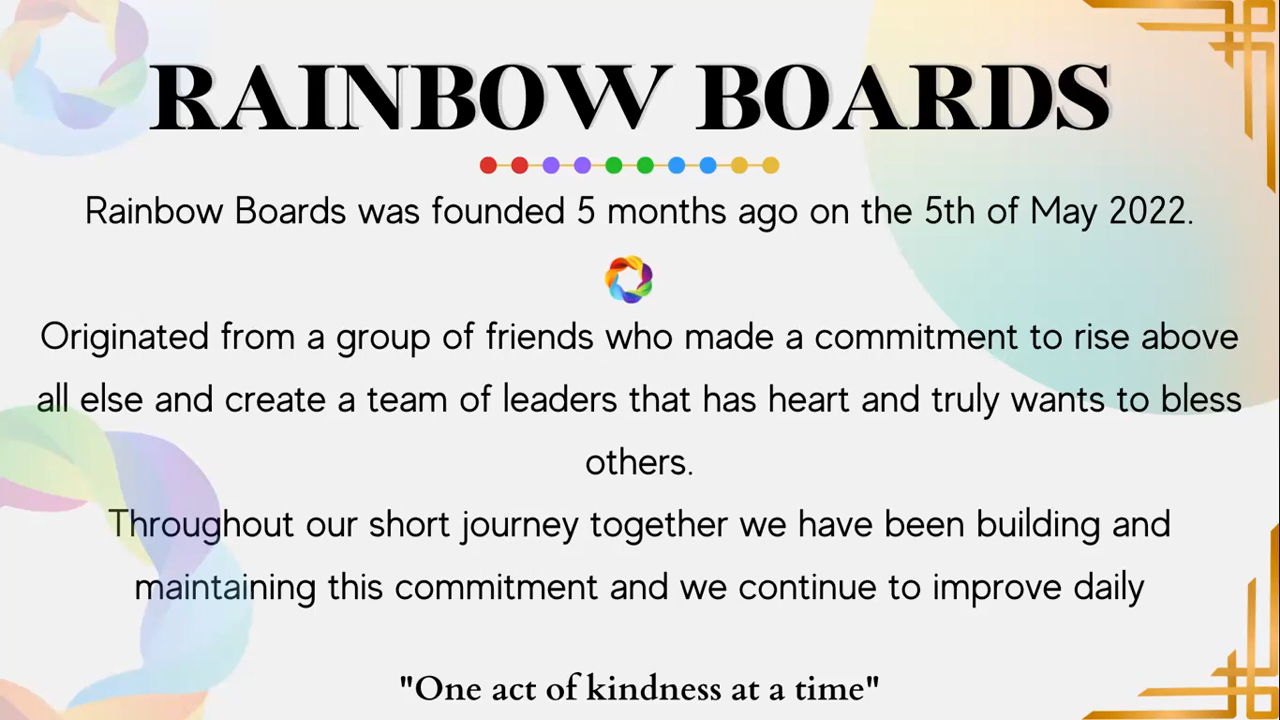 RAINBOW BOARDS
Rainbow Boards was founded 5 months ago on the 5th of May 2022.
Originated from a group of friends who made a commitment to rise above
all else and create a team of leaders that has heart and truly wants to bless
others.
Throughout our short journey together we have been building and
maintaining this commitment and we continue to improve daily
"One act of kindness at a time"